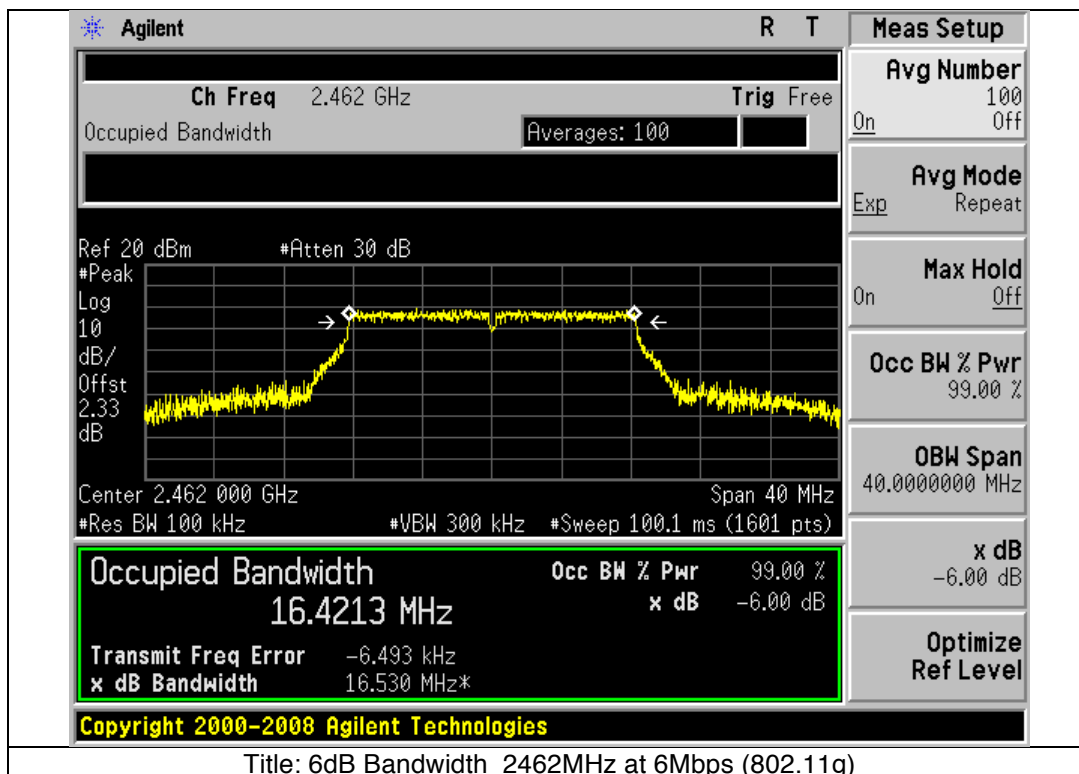 Agilent R T
Ch Freq 2.462 GHz Trig Free
Occupied Bandwidth Averages: 100
Ref 20 dBm #Atten 30 dB
#Peak
Log
10
dB/
Offst
2.33
dB
Center 2.462 000 GHz Span 40 MHz
#Res BW 100 kHz #VBW 300 kHz #Sweep 100.1 ms (1601 pts)
Occupied Bandwidth Occ BW % Pwr 99.00 %
16.4213 MHz x dB -6.00 dB
Transmit Freq Error -6.493 kHz
x dB Bandwidth 16.530 MHz*
Copyright 2000-2008 Agilent Technologies
Meas Setup
Avg Number
100
On Off
Avg Mode
Exp Repeat
Max Hold
On Off
Occ BW % Pwr
99.00 %
OBW Span
40.0000000 MHz
x dB
-6.00 dB
Optimize
Ref Level
Title: 6dB Bandwidth_2462MHz at 6Mbps (802.11g)